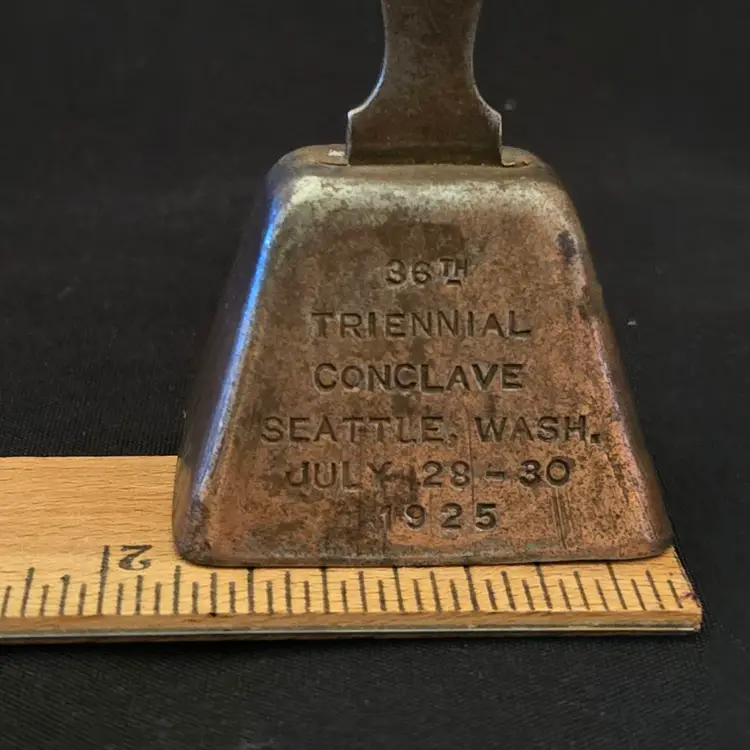 36TH
TRIENNIAL
CONCLAVE
SEATTLE, WASH.
JULY 28-30
1925
2